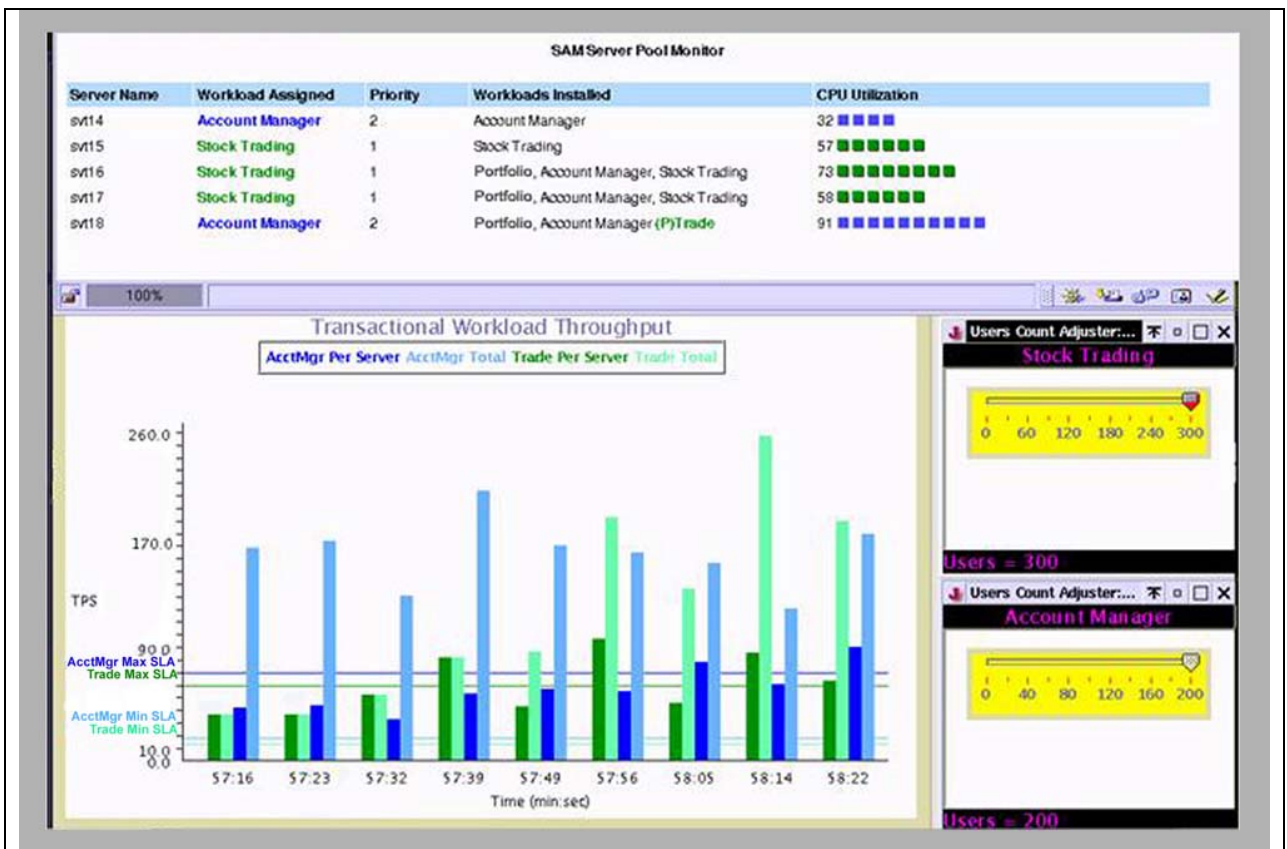 SAM Server Pool Monitor
Server Name Workload Assigned Priority Workloads Installed CPU Utilization
svt14 Account Manager 2 Account Manager 32
svt15 Stock Trading 1 Stock Trading 57
svt16 Stock Trading 1 Portfolio, Account Manager, Stock Trading 73
svt17 Stock Trading 1 Portfolio, Account Manager, Stock Trading 58
svt18 Account Manager 2 Portfolio, Account Manager (P)Trade 91
100%
Transactional Workload Throughput
AcctMgr Per Server AcctMgr Total Trade Per Server Trade Total
260.0
170.0
TPS
90.0
AcctMgr Max SLA
Trade Max SLA
AcctMgr Min SLA
Trade Min SLA
10.0
0.0
57:16 57:23 57:32 57:39 57:49 57:56 58:05 58:14 58:22
Time (min:sec)
Users Count Adjuster:...
Stock Trading
0 60 120 180 240 300
Users = 300
Users Count Adjuster:...
Account Manager
0 40 80 120 160 200
Users = 200